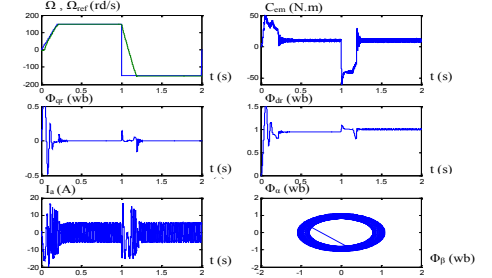 Ω , Ω ref (rd/s)
C em (N.m)
200
100
0
-100
-200
0 0.5 1 1.5 2
t (s)
50
0
-50
0 0.5 1 1.5 2
t (s)
Φqr (wb)
Φdr (wb)
0.5
0
-0.5
0 0.5 1 1.5 2
t (s)
1.5
1
0.5
0
0 0.5 1 1.5 2
t (s)
Ia (A)
Φα (wb)
20
10
0
-10
-20
0 0.5 1 1.5 2
t (s)
2
1
0
-1
-2
-2 -1 0 1 2
Φβ (wb)